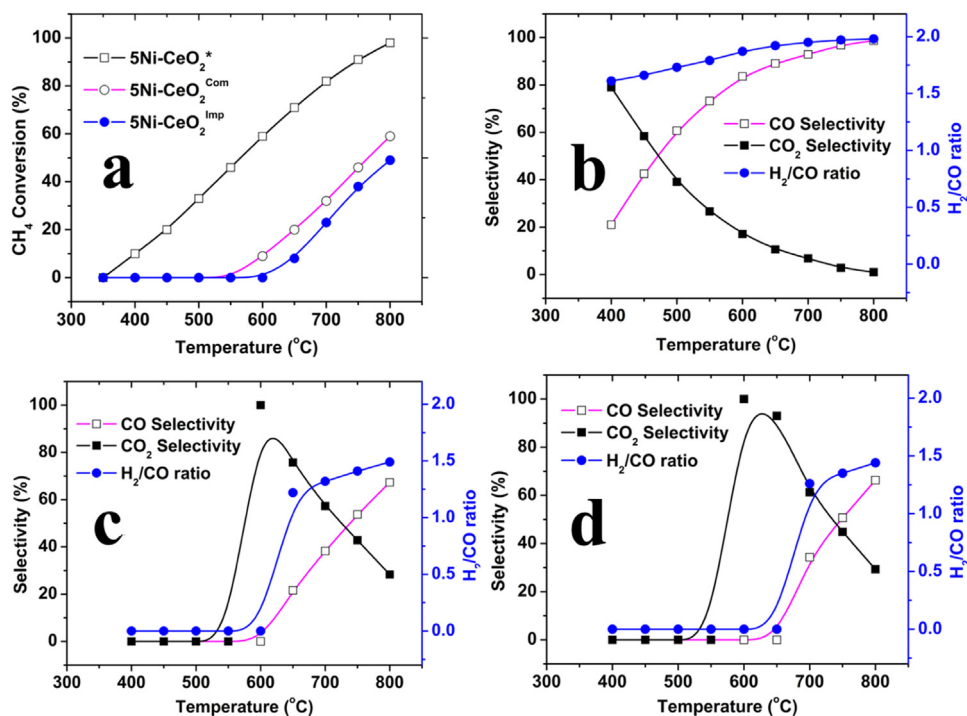 a
CH4 Conversion (%)
100
80
60
40
20
0
5Ni-CeO2*
5Ni-CeO2Com
5Ni-CeO2Imp
300 400 500 600 700 800
Temperature (oC)
b
Selectivity (%)
100
80
60
40
20
0
CO Selectivity
CO2 Selectivity
H2/CO ratio
2.0
1.5
1.0
0.5
0.0
H2/CO ratio
300 400 500 600 700 800
Temperature (oC)
c
Selectivity (%)
100
80
60
40
20
0
CO Selectivity
CO2 Selectivity
H2/CO ratio
2.0
1.5
1.0
0.5
0.0
H2/CO ratio
300 400 500 600 700 800
Temperature (oC)
d
Selectivity (%)
100
80
60
40
20
0
CO Selectivity
CO2 Selectivity
H2/CO ratio
2.0
1.5
1.0
0.5
0.0
H2/CO ratio
300 400 500 600 700 800
Temperature (oC)